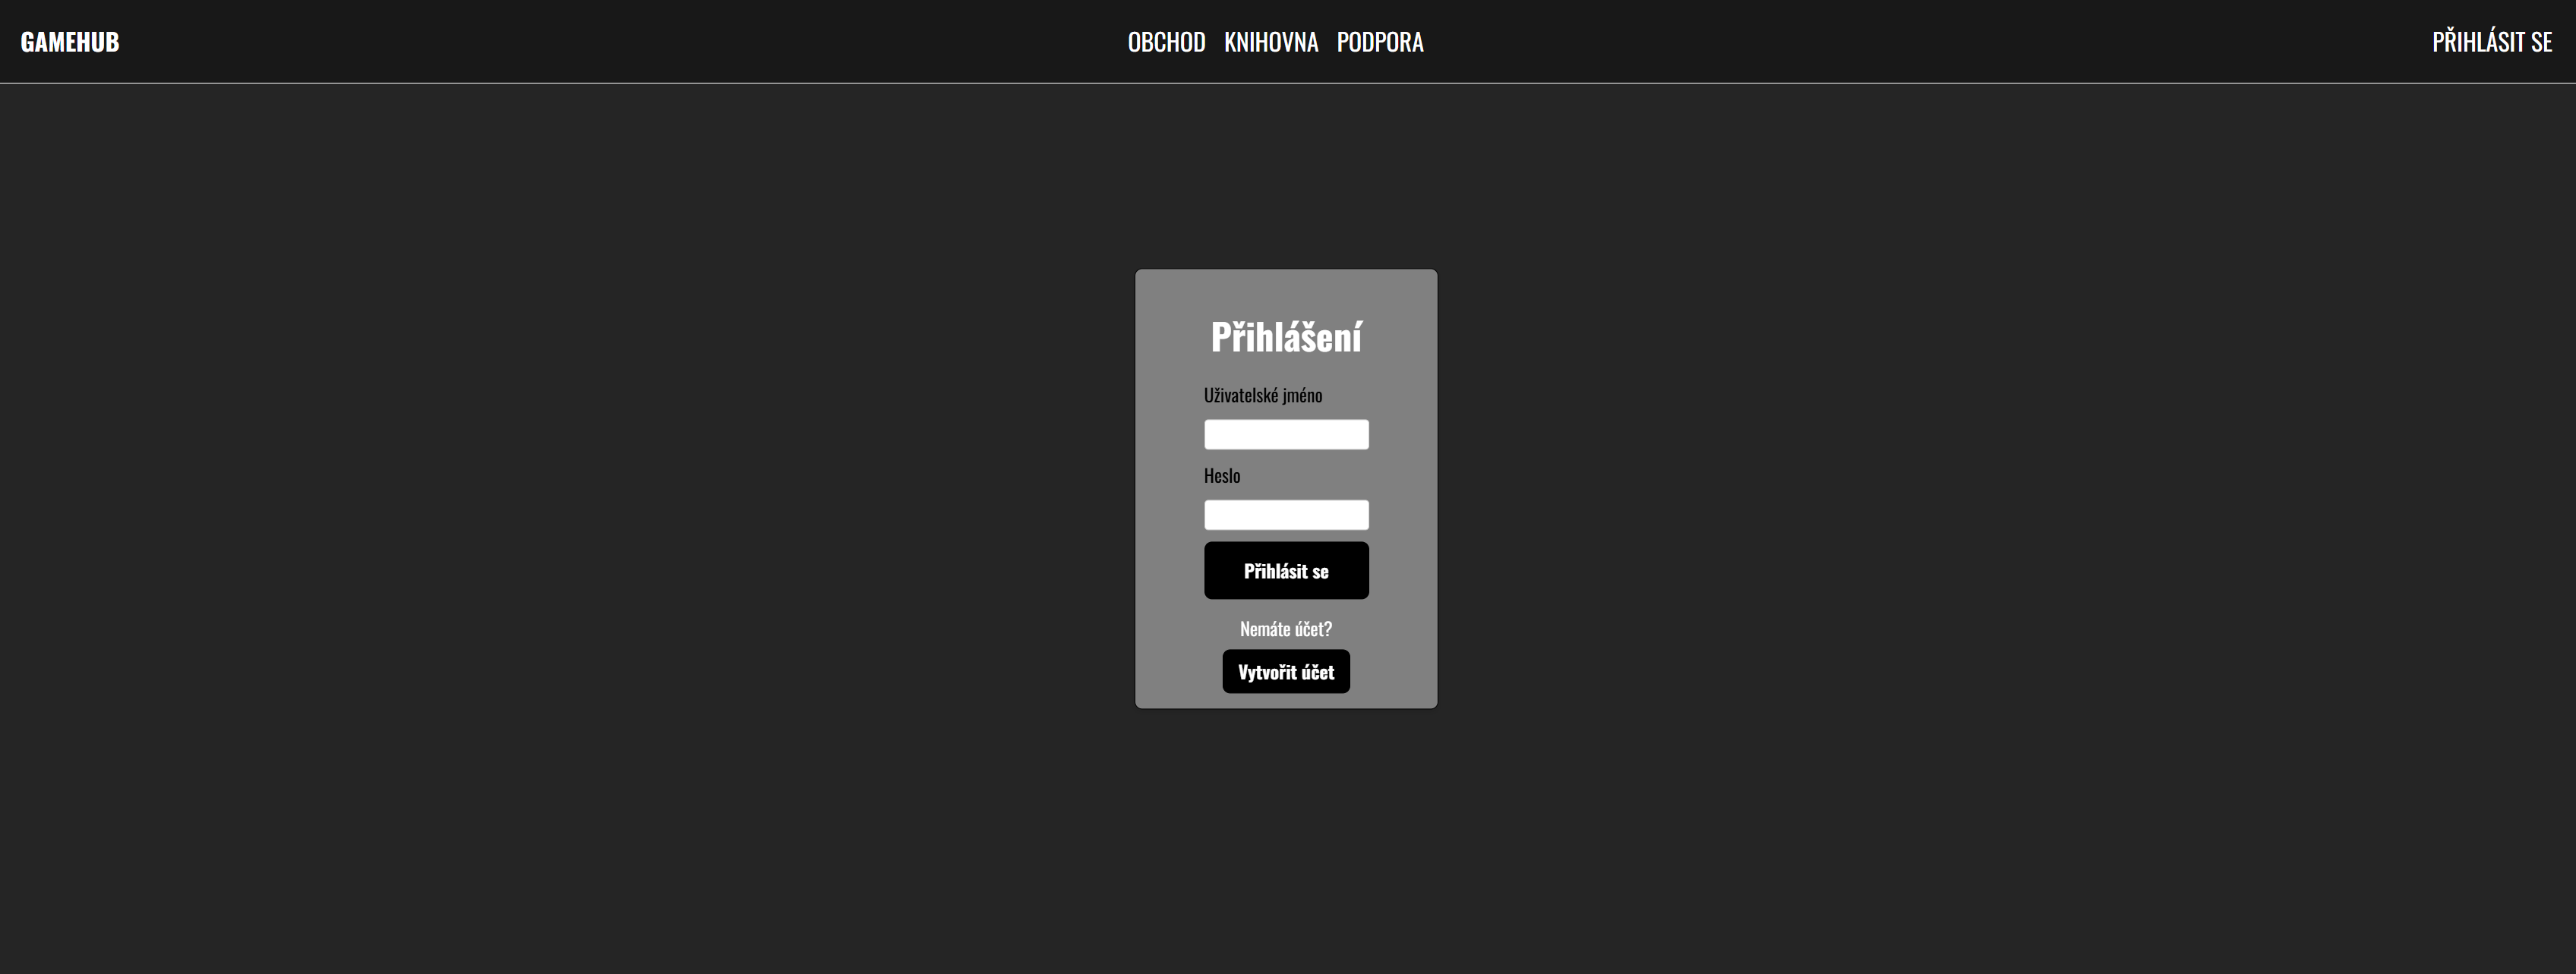 GAMEHUB
OBCHOD KNIHOVNA PODPORA
PŘIHLÁSIT SE
Přihlášení
Uživatelské jméno
Heslo
Přihlásit se
Nemáte účet?
Vytvořit účet